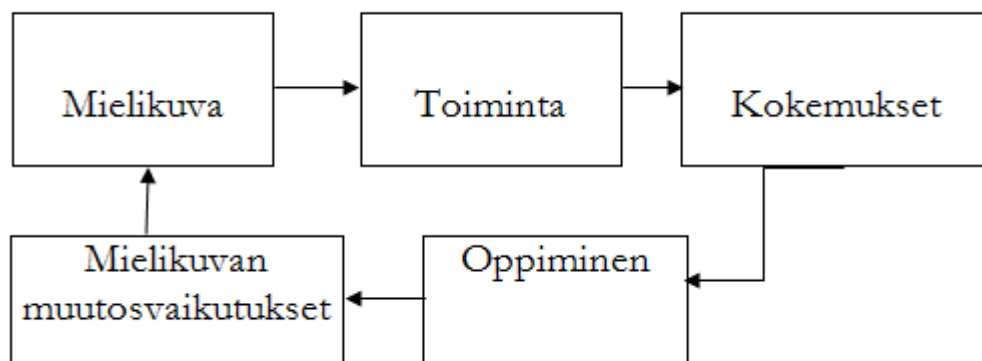 Mielikuva
Toiminta
Kokemukset
Mielikuvan
muutosvaikutukset
Oppiminen